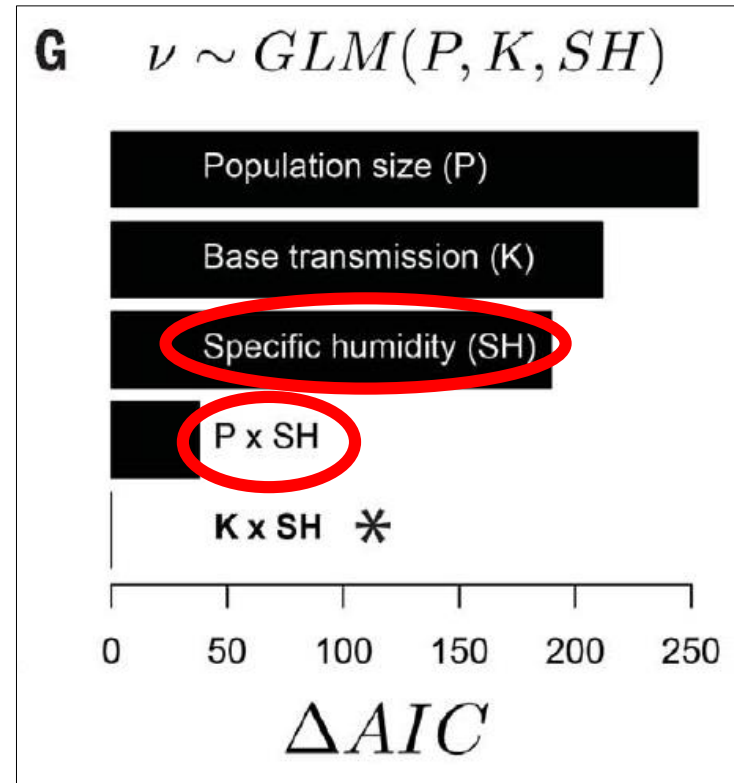 G ν ~ GLM(P, K, SH)
Population size (P)
Base transmission (K)
Specific humidity (SH)
P x SH
K x SH *
0 50 100 150 200 250
ΔAIC